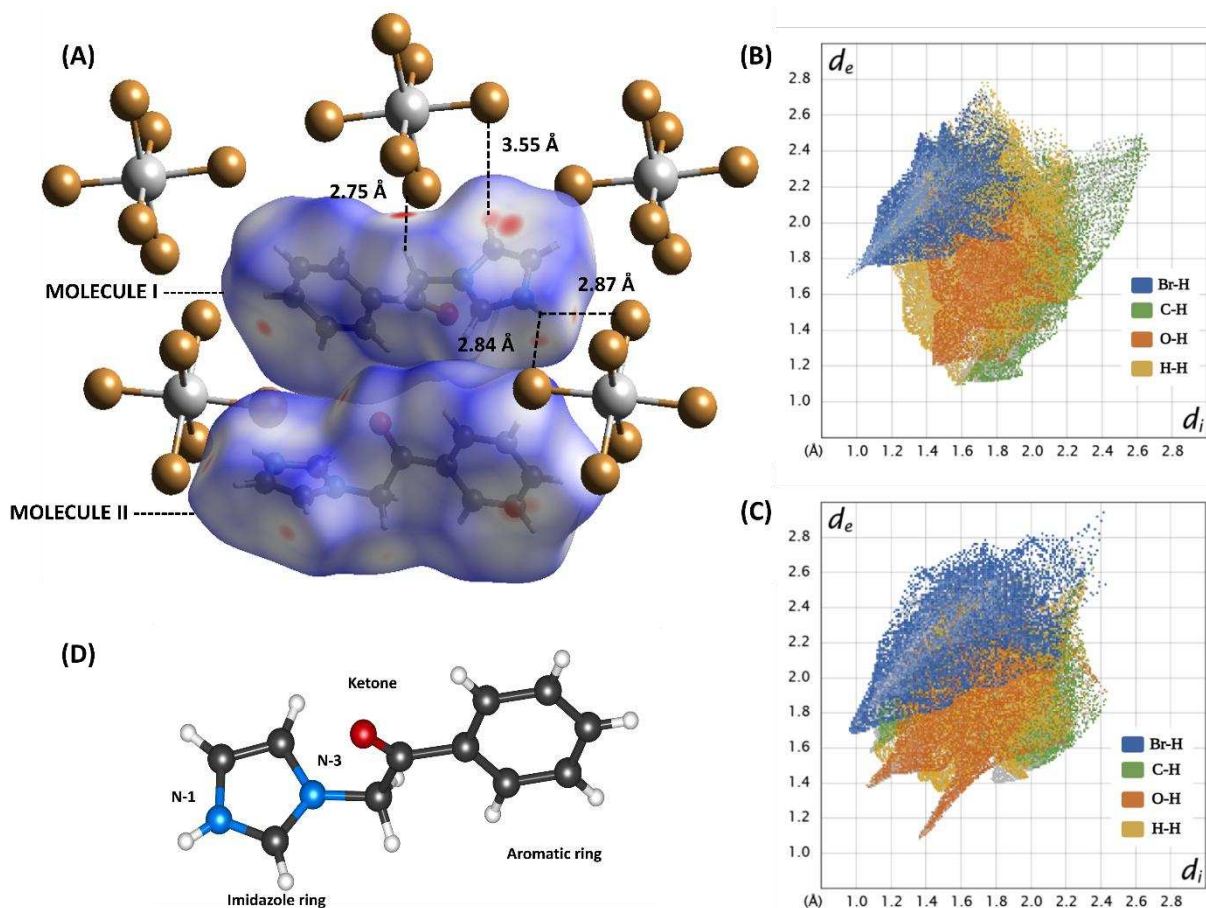 (A)
3.55 Å
2.75 Å
MOLECULE I
2.87 Å
2.84 Å
MOLECULE II
(B)
de
2.8
2.6
2.4
2.2
2.0
1.8
1.6
1.4
1.2
1.0
Br-H
C-H
O-H
H-H
di
(Å) 1.0 1.2 1.4 1.6 1.8 2.0 2.2 2.4 2.6 2.8
(C)
de
2.8
2.6
2.4
2.2
2.0
1.8
1.6
1.4
1.2
1.0
Br-H
C-H
O-H
H-H
di
(Å) 1.0 1.2 1.4 1.6 1.8 2.0 2.2 2.4 2.6 2.8
(D)
Ketone
N-3
N-1
Aromatic ring
Imidazole ring